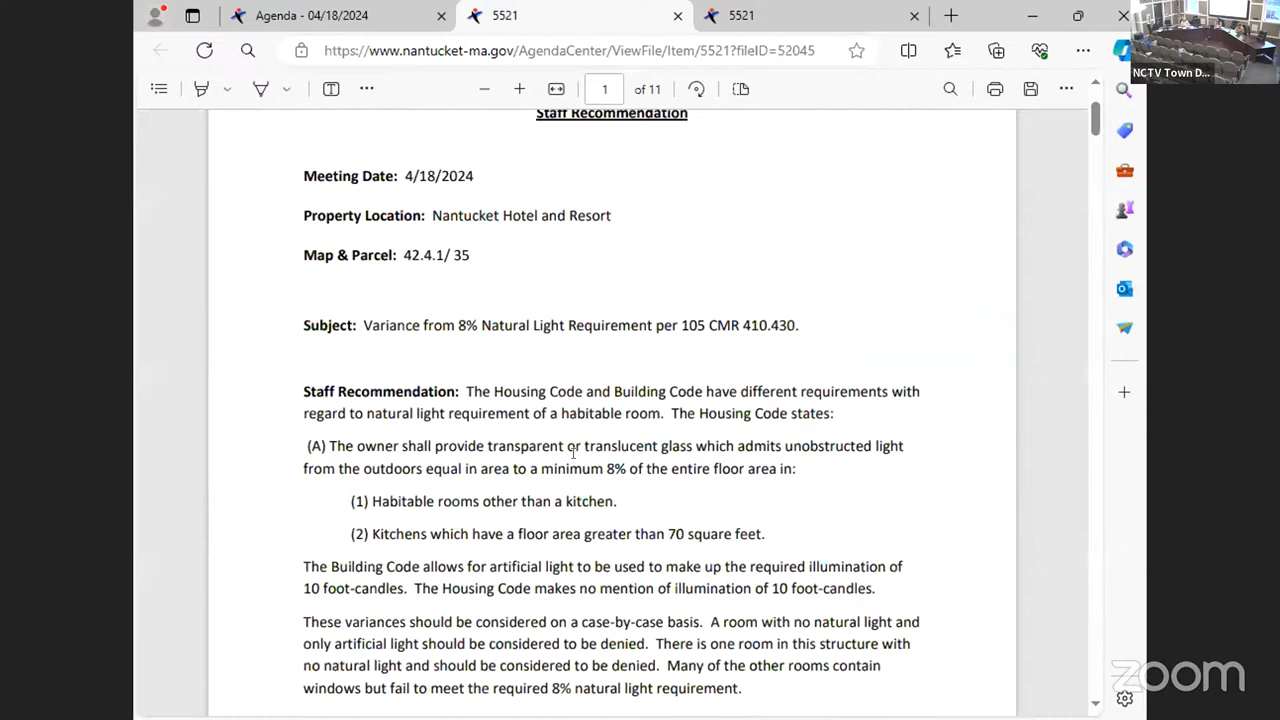 Agenda - 04/18/2024
5521
5521
https://www.nantucket-ma.gov/AgendaCenter/ViewFile/Item/5521?fileID=52045
NCTV Town D...
1 of 11
Staff Recommendation
Meeting Date: 4/18/2024
Property Location: Nantucket Hotel and Resort
Map & Parcel: 42.4.1/ 35
Subject: Variance from 8% Natural Light Requirement per 105 CMR 410.430.
Staff Recommendation: The Housing Code and Building Code have different requirements with
regard to natural light requirement of a habitable room. The Housing Code states:
(A) The owner shall provide transparent or translucent glass which admits unobstructed light
from the outdoors equal in area to a minimum 8% of the entire floor area in:
(1) Habitable rooms other than a kitchen.
(2) Kitchens which have a floor area greater than 70 square feet.
The Building Code allows for artificial light to be used to make up the required illumination of
10 foot-candles. The Housing Code makes no mention of illumination of 10 foot-candles.
These variances should be considered on a case-by-case basis. A room with no natural light and
only artificial light should be considered to be denied. There is one room in this structure with
no natural light and should be considered to be denied. Many of the other rooms contain
windows but fail to meet the required 8% natural light requirement.
zoom